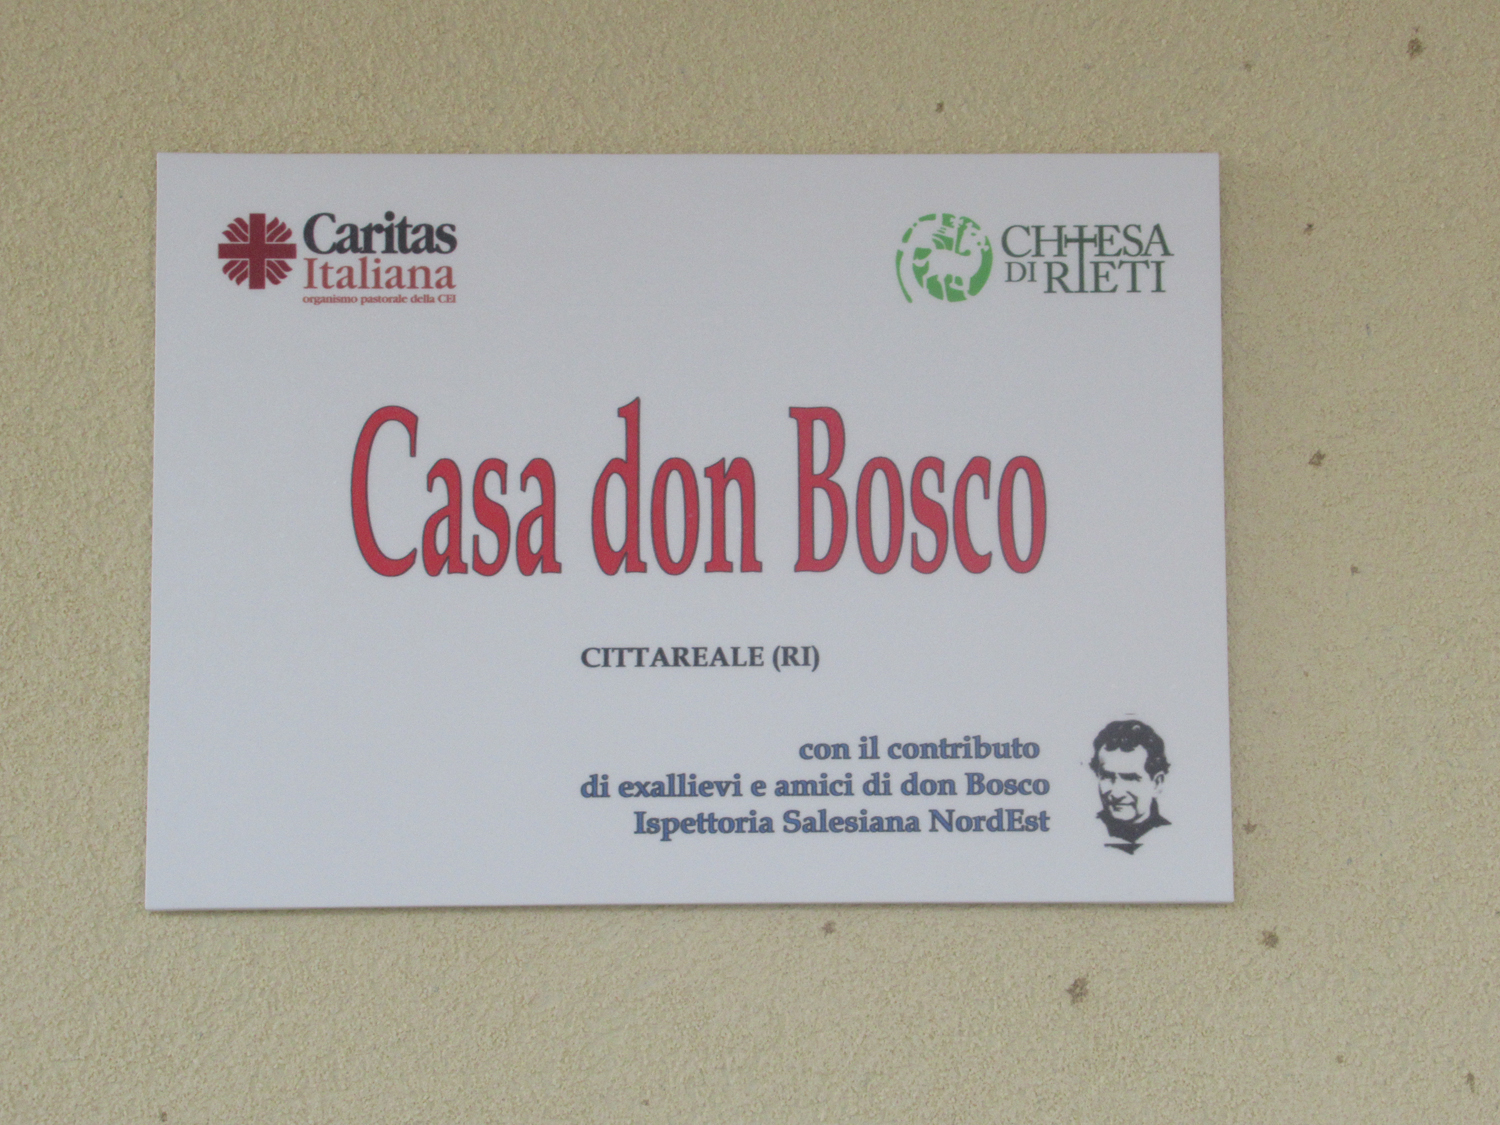 Caritas
Italiana
organismo pastorale della CEI
CHIESA
DI RIETI
Casa don Bosco
CITTAREALE (RI)
con il contributo
di exallievi e amici di don Bosco
Ispettoria Salesiana NordEst